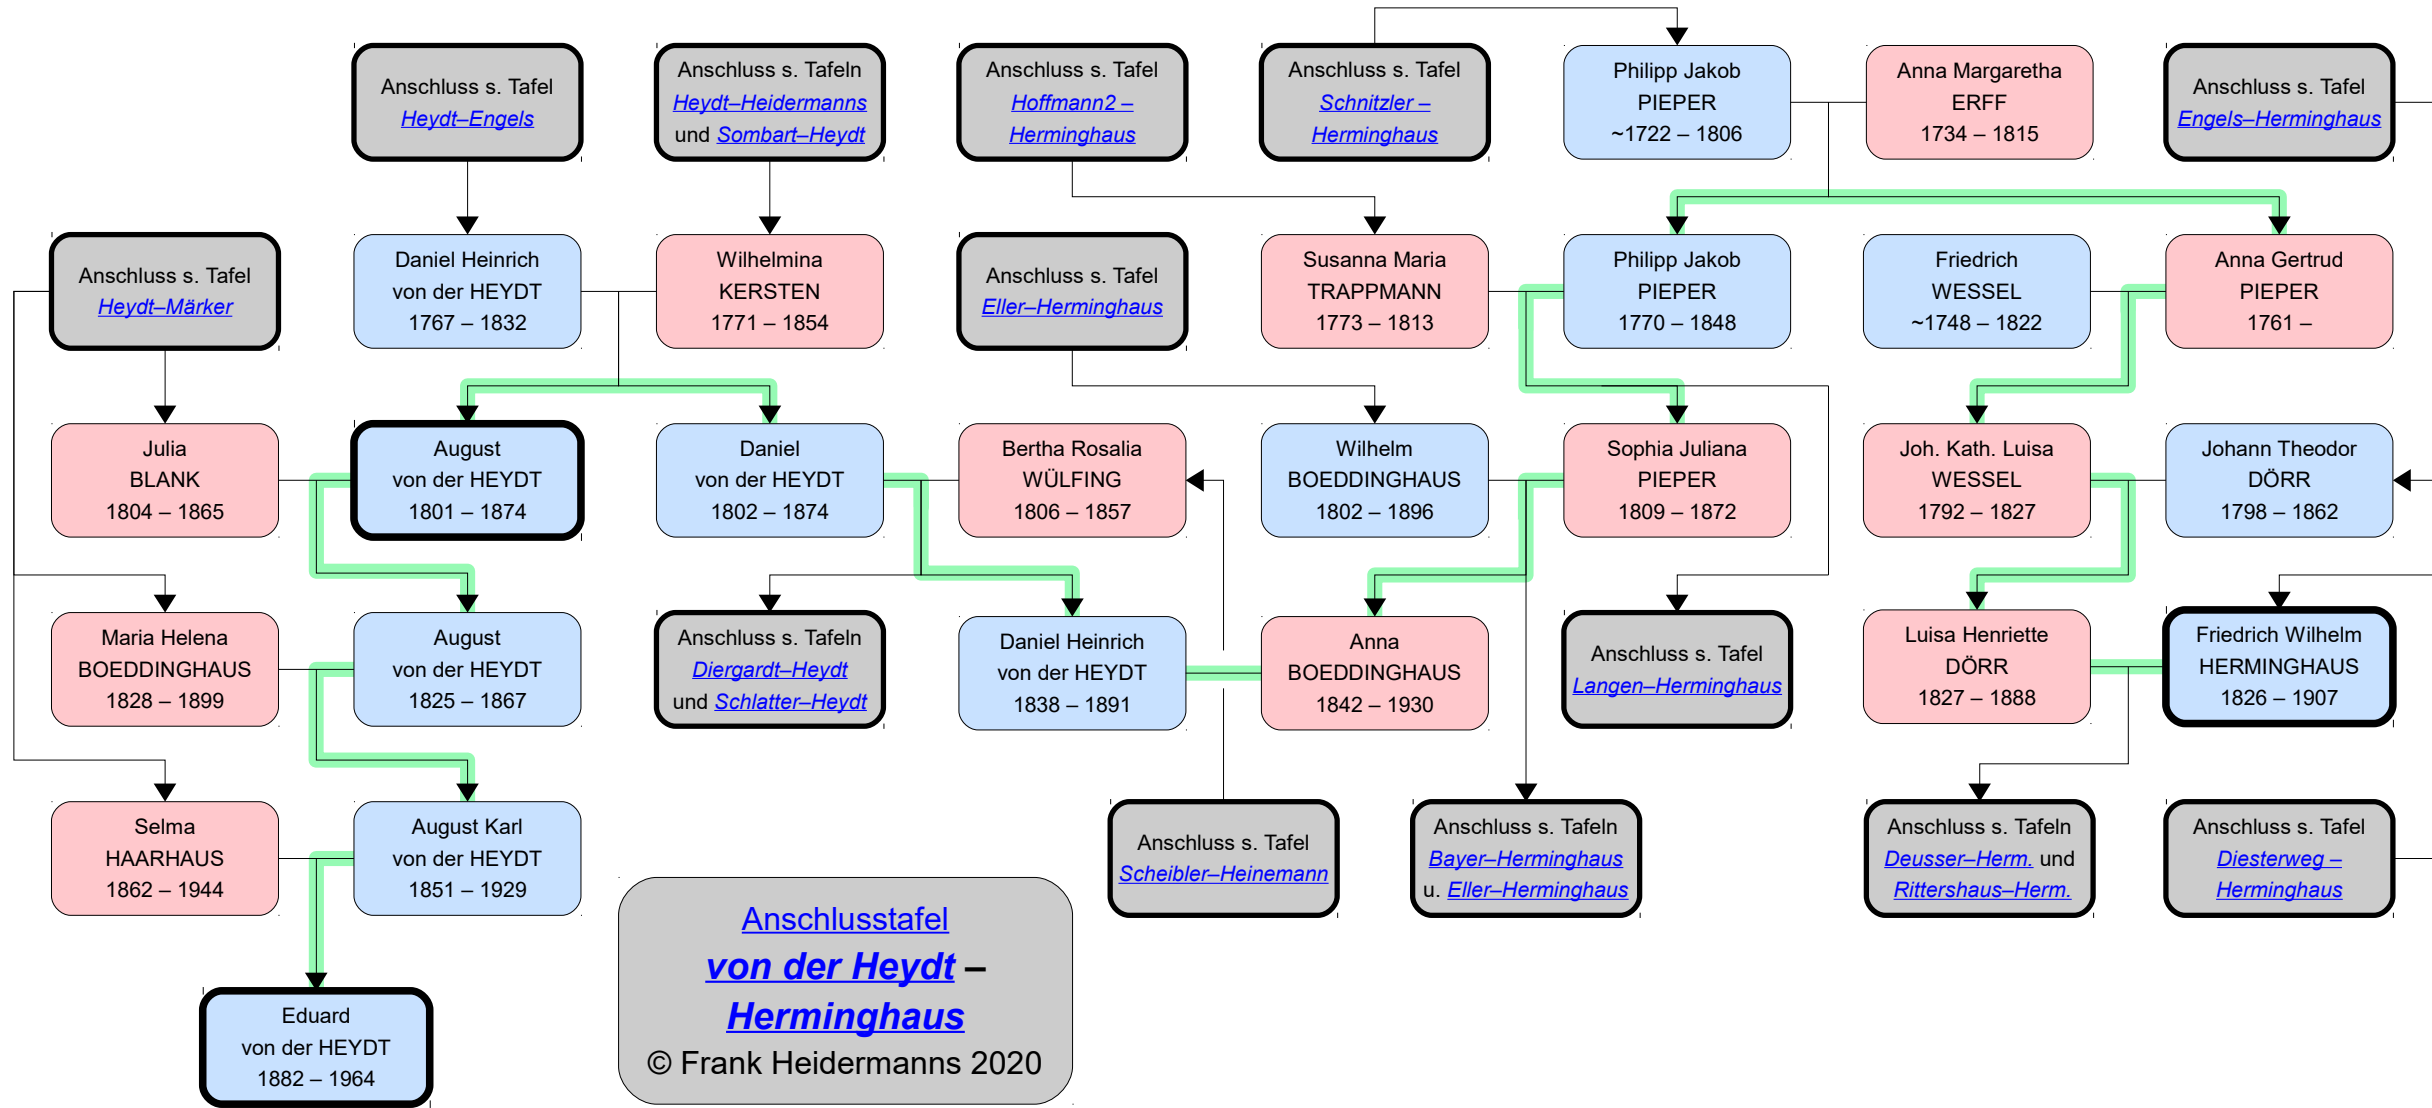 Anschluss s. Tafel
Heydt–Engels
Anschluss s. Tafeln
Heydt–Heidermanns
und Sombart–Heydt
Anschluss s. Tafel
Hoffmann2 –
Herminghaus
Anschluss s. Tafel
Schnitzler –
Herminghaus
Philipp Jakob
PIEPER
~1722 – 1806
Anna Margaretha
ERFF
1734 – 1815
Anschluss s. Tafel
Engels–Herminghaus
Anschluss s. Tafel
Heydt–Märker
Daniel Heinrich
von der HEYDT
1767 – 1832
Wilhelmina
KERSTEN
1771 – 1854
Anschluss s. Tafel
Eller–Herminghaus
Susanna Maria
TRAPPMANN
1773 – 1813
Philipp Jakob
PIEPER
1770 – 1848
Friedrich
WESSEL
~1748 – 1822
Anna Gertrud
PIEPER
1761 –
Julia
BLANK
1804 – 1865
August
von der HEYDT
1801 – 1874
Daniel
von der HEYDT
1802 – 1874
Bertha Rosalia
WÜLFING
1806 – 1857
Wilhelm
BOEDDINGHAUS
1802 – 1896
Sophia Juliana
PIEPER
1809 – 1872
Joh. Kath. Luisa
WESSEL
1792 – 1827
Johann Theodor
DÖRR
1798 – 1862
Maria Helena
BOEDDINGHAUS
1828 – 1899
August
von der HEYDT
1825 – 1867
Anschluss s. Tafeln
Diergardt–Heydt
und Schlatter–Heydt
Daniel Heinrich
von der HEYDT
1838 – 1891
Anna
BOEDDINGHAUS
1842 – 1930
Anschluss s. Tafel
Langen–Herminghaus
Luisa Henriette
DÖRR
1827 – 1888
Friedrich Wilhelm
HERMINGHAUS
1826 – 1907
Selma
HAARHAUS
1862 – 1944
August Karl
von der HEYDT
1851 – 1929
Anschluss s. Tafel
Scheibler–Heinemann
Anschluss s. Tafeln
Bayer–Herminghaus
u. Eller–Herminghaus
Anschluss s. Tafeln
Deusser–Herm. und
Rittershaus–Herm.
Anschluss s. Tafel
Diesterweg –
Herminghaus
Eduard
von der HEYDT
1882 – 1964
Anschlusstafel
von der Heydt –
Herminghaus
© Frank Heidermanns 2020